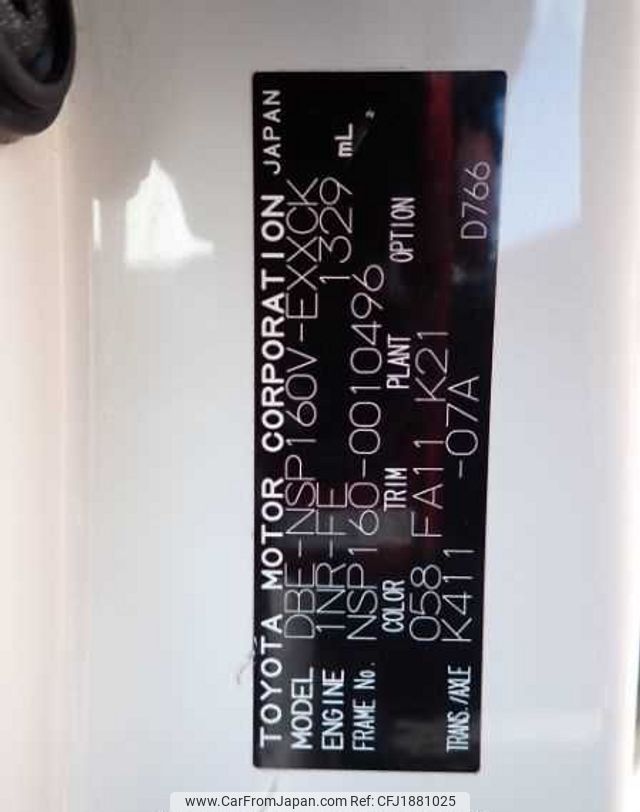 TOYOTA MOTOR CORPORATION JAPAN
MODEL DBE-NSP160V-EXXCK
ENGINE 1NR-FE 1329 mL
FRAME No. NSP160-0010496
COLOR TRIM PLANT OPTION
058 FA11 K21
TRANS./AXLE K411 -07A D766
www.CarFromJapan.com Ref: CFJ1881025